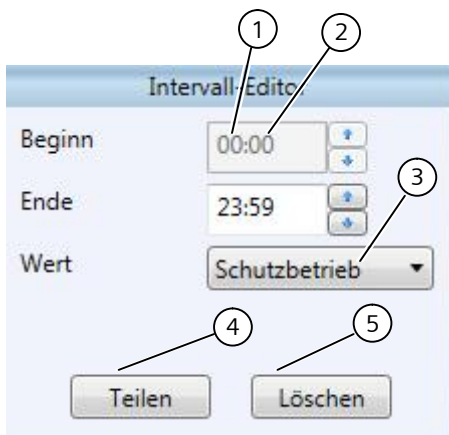 1 2
Intervall-Editor
Beginn 00:00
3
Ende 23:59
Wert Schutzbetrieb
4 5
Teilen Löschen